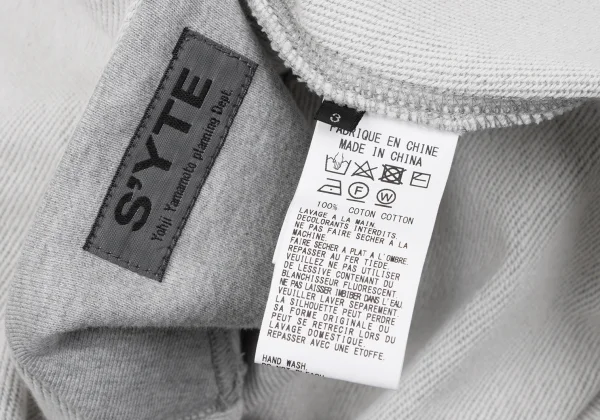 S'YTE
Yohji Yamamoto planning Dept.
3
FABRIQUE EN CHINE
MADE IN CHINA
F
W
100% COTON COTTON
LAVAGE A LA MAIN.
DECOLORANTS INTERDITS.
NE PAS FAIRE SECHER A LA
MACHINE.
FAIRE SECHER A PLAT A L'OMBRE.
REPASSER AU FER TIEDE.
VEUILLEZ NE PAS UTILISER
DE LESSIVE CONTENANT DU
BLANCHISSEUR FLUORESCENT.
NE PAS LAISSER IMBIBER DANS L'EAU.
VEUILLER LAVER SEPAREMENT.
LA SILHOUETTE PEUT PERDRE
SA FORME ORIGINALE OU
PEUT SE RETRECIR LORS DU
LAVAGE DOMESTIQUE.
REPASSER AVEC UNE ETOFFE.
HAND WASH.